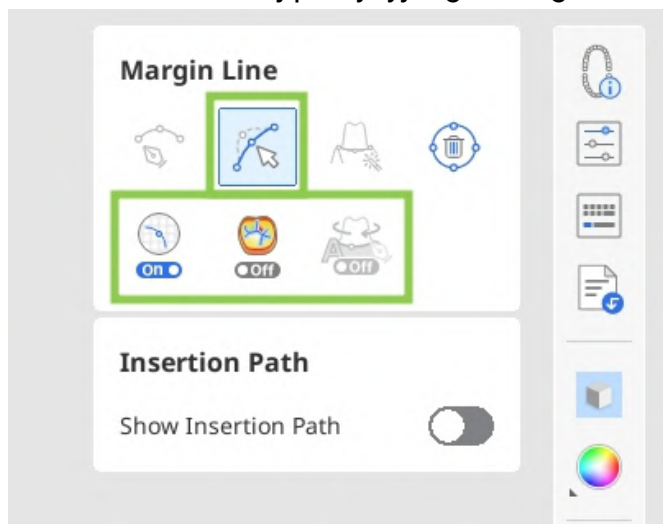 Margin Line
On
Off
Off
Insertion Path
Show Insertion Path